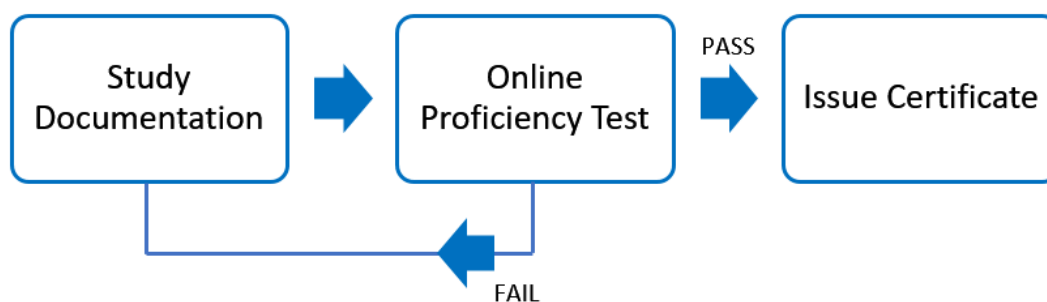 Study
Documentation
Online
Proficiency Test
PASS
Issue Certificate
FAIL